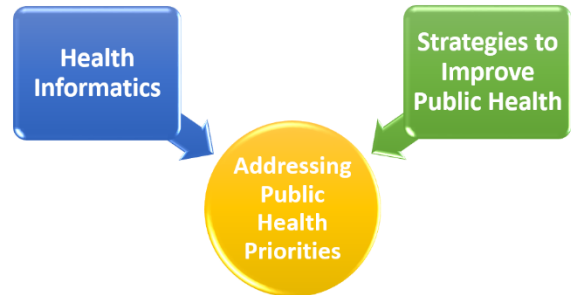 Health
Informatics
Strategies to
Improve
Public Health
Addressing
Public
Health
Priorities